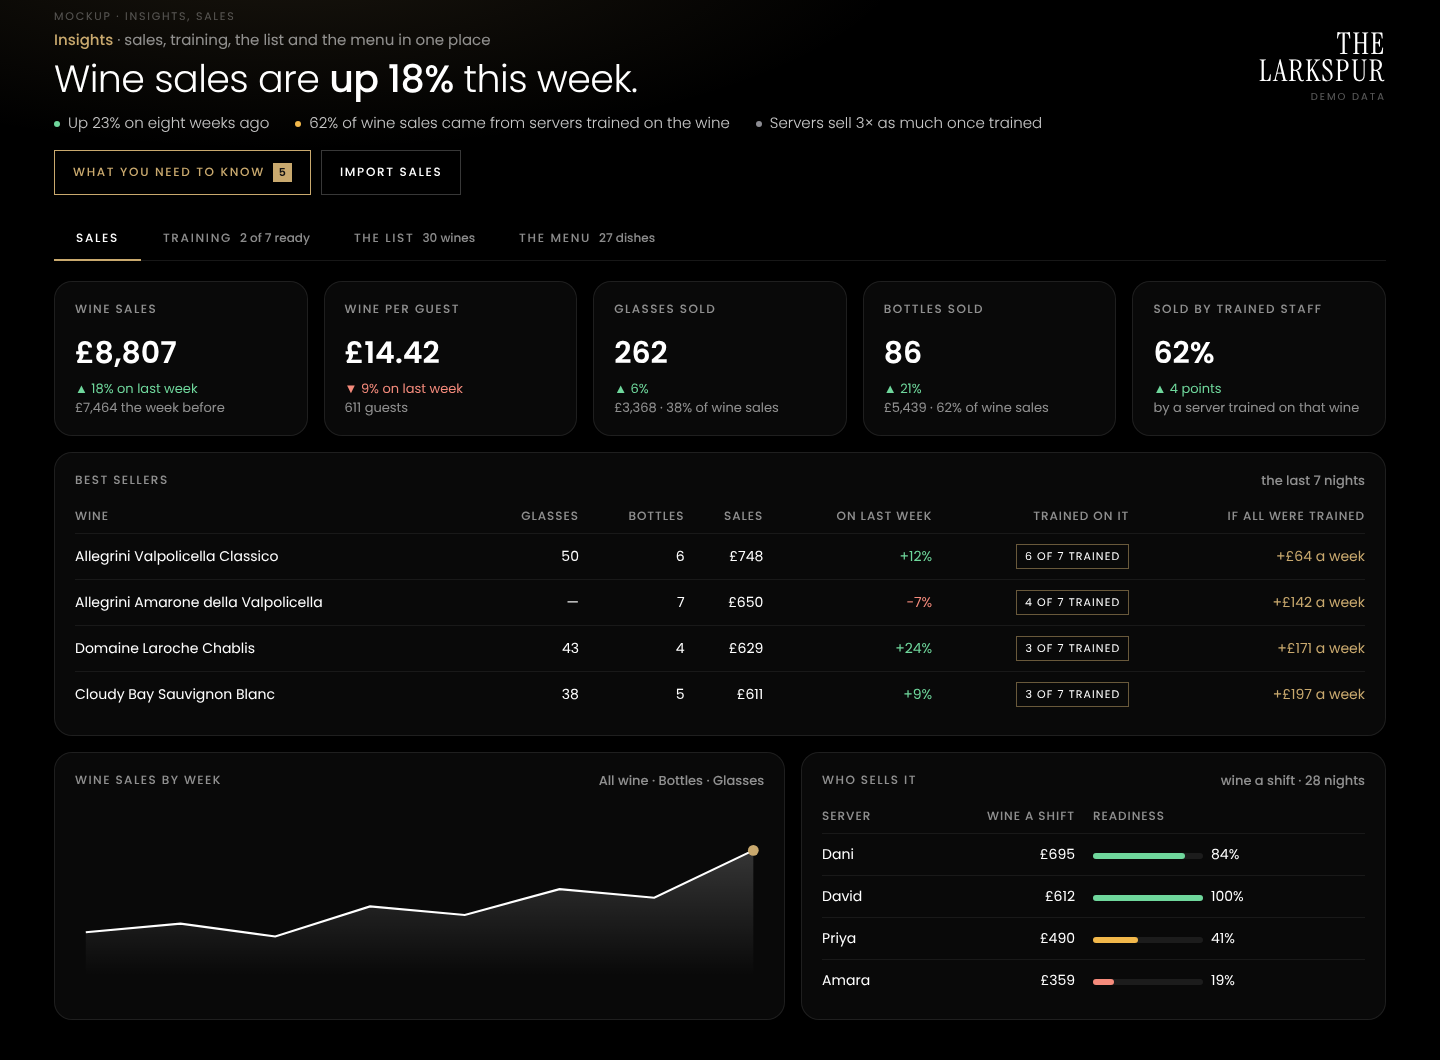 MOCKUP · INSIGHTS, SALES
Insights · sales, training, the list and the menu in one place
Wine sales are up 18% this week.
THE
LARKSPUR
DEMO DATA
Up 23% on eight weeks ago 62% of wine sales came from servers trained on the wine Servers sell 3× as much once trained
WHAT YOU NEED TO KNOW 5 IMPORT SALES
SALES TRAINING 2 of 7 ready THE LIST 30 wines THE MENU 27 dishes
WINE SALES
£8,807
▲ 18% on last week
£7,464 the week before
WINE PER GUEST
£14.42
▼ 9% on last week
611 guests
GLASSES SOLD
262
▲ 6%
£3,368 · 38% of wine sales
BOTTLES SOLD
86
▲ 21%
£5,439 · 62% of wine sales
SOLD BY TRAINED STAFF
62%
▲ 4 points
by a server trained on that wine
BEST SELLERS the last 7 nights
WINE GLASSES BOTTLES SALES ON LAST WEEK TRAINED ON IT IF ALL WERE TRAINED
Allegrini Valpolicella Classico 50 6 £748 +12% 6 OF 7 TRAINED +£64 a week
Allegrini Amarone della Valpolicella — 7 £650 -7% 4 OF 7 TRAINED +£142 a week
Domaine Laroche Chablis 43 4 £629 +24% 3 OF 7 TRAINED +£171 a week
Cloudy Bay Sauvignon Blanc 38 5 £611 +9% 3 OF 7 TRAINED +£197 a week
WINE SALES BY WEEK All wine · Bottles · Glasses
WHO SELLS IT wine a shift · 28 nights
SERVER WINE A SHIFT READINESS
Dani £695 84%
David £612 100%
Priya £490 41%
Amara £359 19%